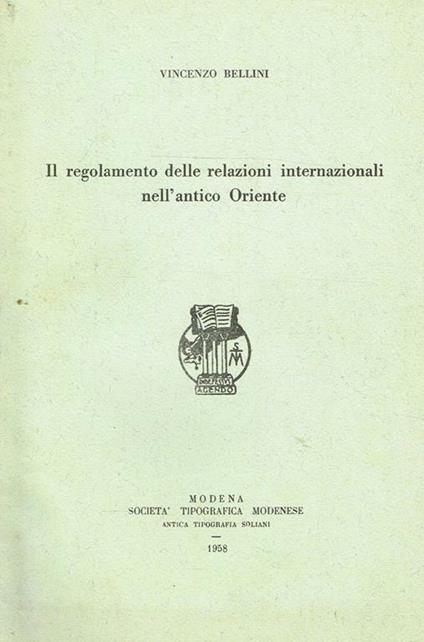 VINCENZO BELLINI
Il regolamento delle relazioni internazionali
nell'antico Oriente
S
M
AGENDO
MODENA
SOCIETA' TIPOGRAFICA MODENESE
ANTICA TIPOGRAFIA SOLIANI
1958